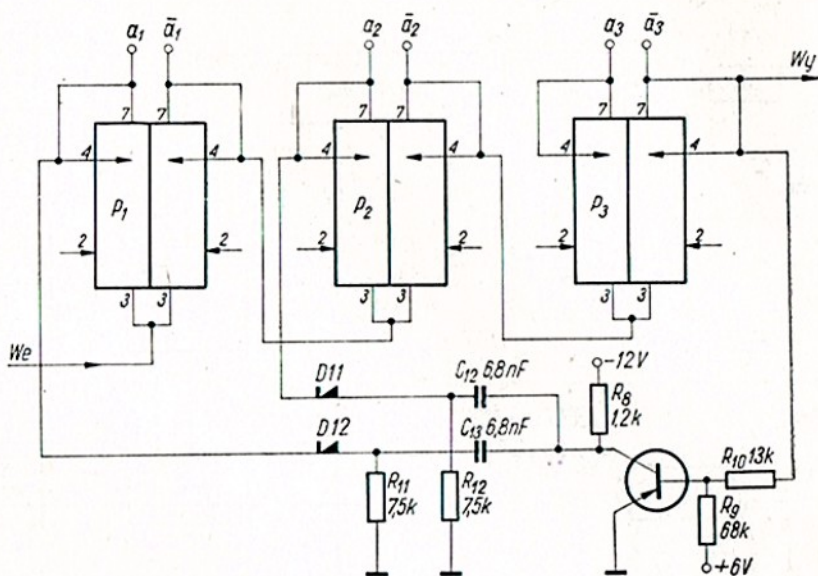 a₁ ā₁ a₂ ā₂ a₃ ā₃
Wy
7 7 7 7 7 7
4 4 4 4 4 4
P₁ P₂ P₃
2 2 2 2 2 2
3 3 3 3 3 3
We
-12V
D11 C₁₂ 6,8nF R₈ 1,2k
D12 C₁₃ 6,8nF
R₁₀ 13k
R₁₁ 7,5k R₁₂ 7,5k R₉ 68k
+6V